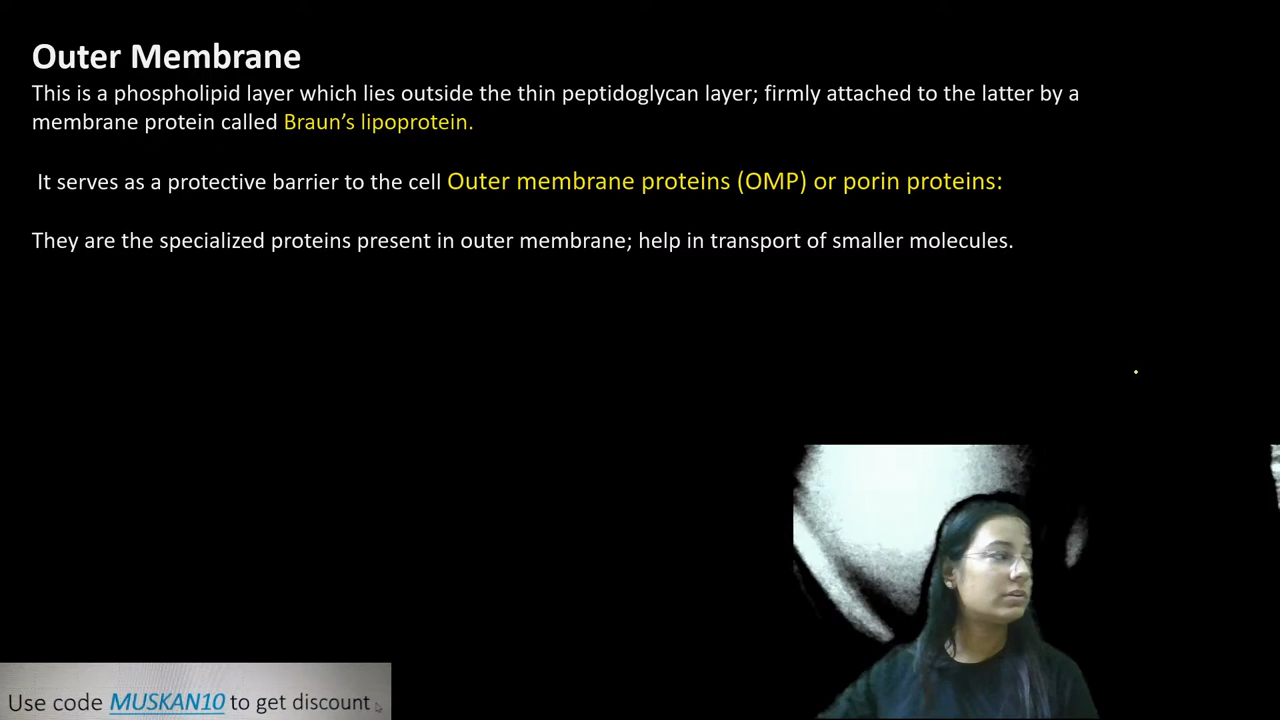 Outer Membrane
This is a phospholipid layer which lies outside the thin peptidoglycan layer; firmly attached to the latter by a
membrane protein called Braun’s lipoprotein.
It serves as a protective barrier to the cell Outer membrane proteins (OMP) or porin proteins:
They are the specialized proteins present in outer membrane; help in transport of smaller molecules.
Use code MUSKAN10 to get discount